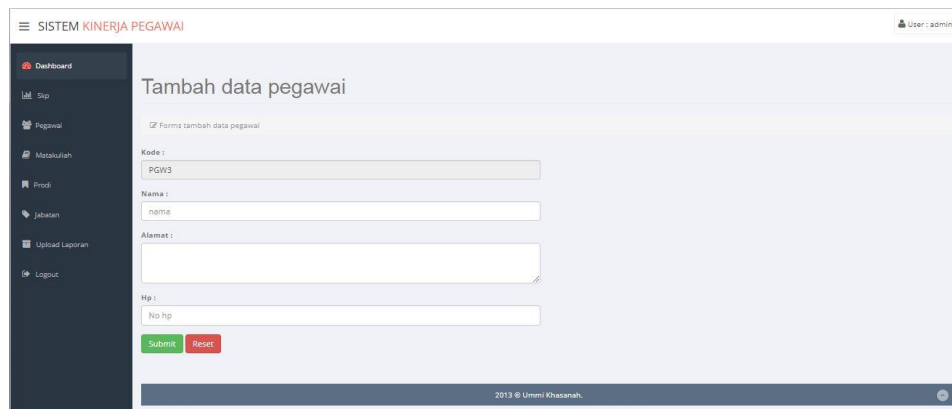 SISTEM KINERJA PEGAWAI
User : admin
Dashboard
Skp
Pegawai
Matakuliah
Prodi
Jabatan
Upload Laporan
Logout
Tambah data pegawai
Forms tambah data pegawai
Kode :
PGW3
Nama :
nama
Alamat :
Hp :
No hp
Submit Reset
2013 © Ummi Khasanah.